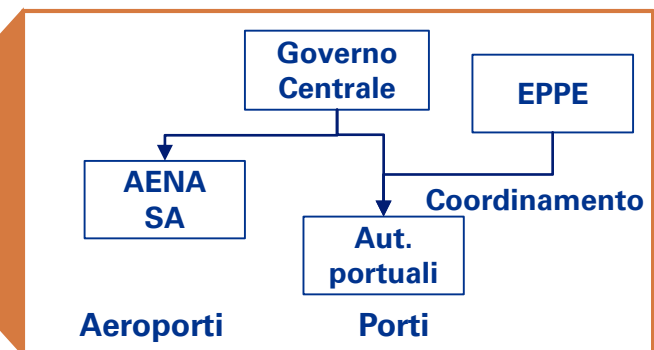 Governo
Centrale
EPPE
AENA
SA
Coordinamento
Aut.
portuali
Aeroporti
Porti